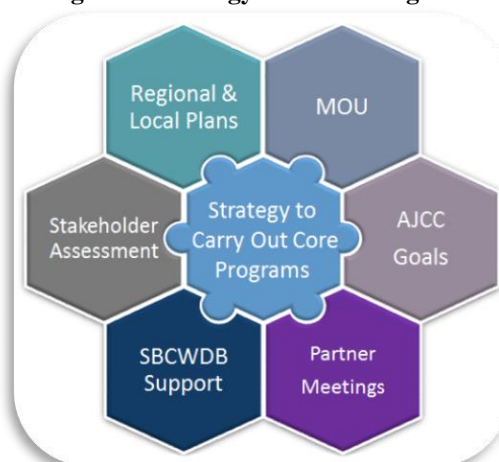 Regional &
Local Plans
MOU
Stakeholder
Assessment
Strategy to
Carry Out Core
Programs
AJCC
Goals
SBCWDB
Support
Partner
Meetings